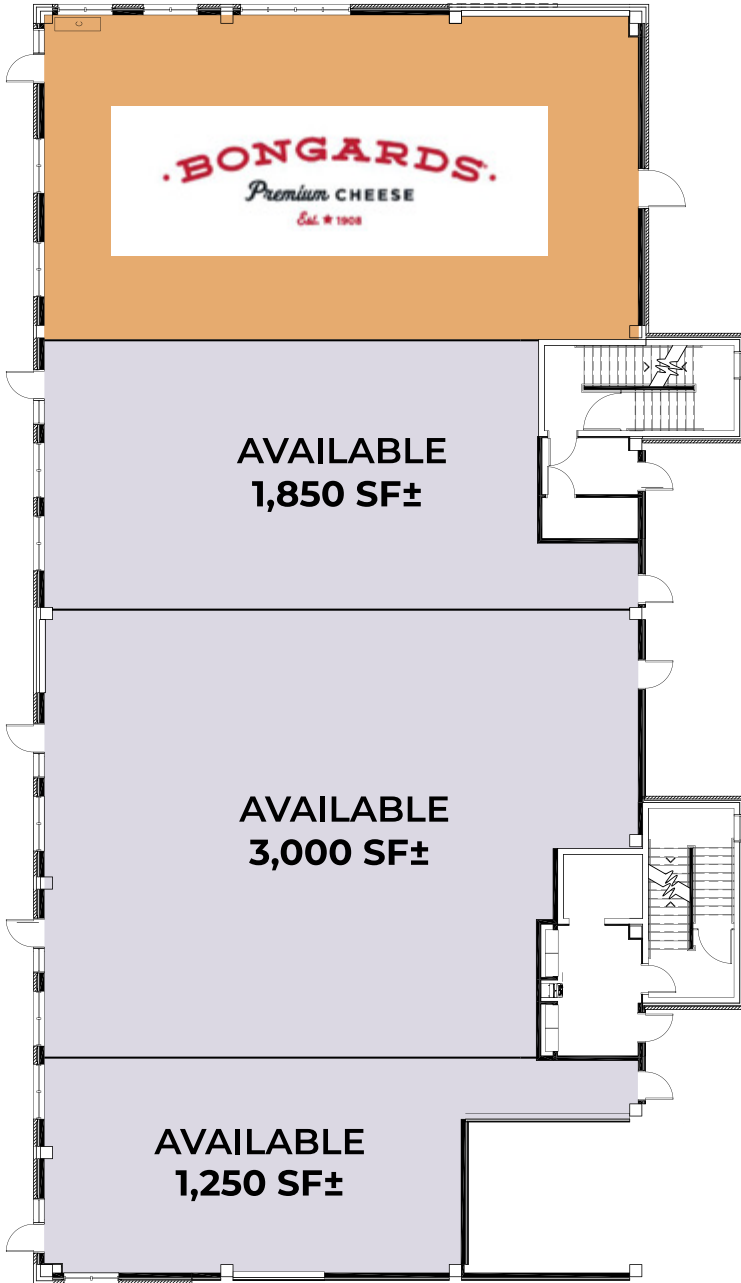 C
BONGARDS
Premium CHEESE
Est. ★ 1908
AVAILABLE
1,850 SF±
AVAILABLE
3,000 SF±
AVAILABLE
1,250 SF±